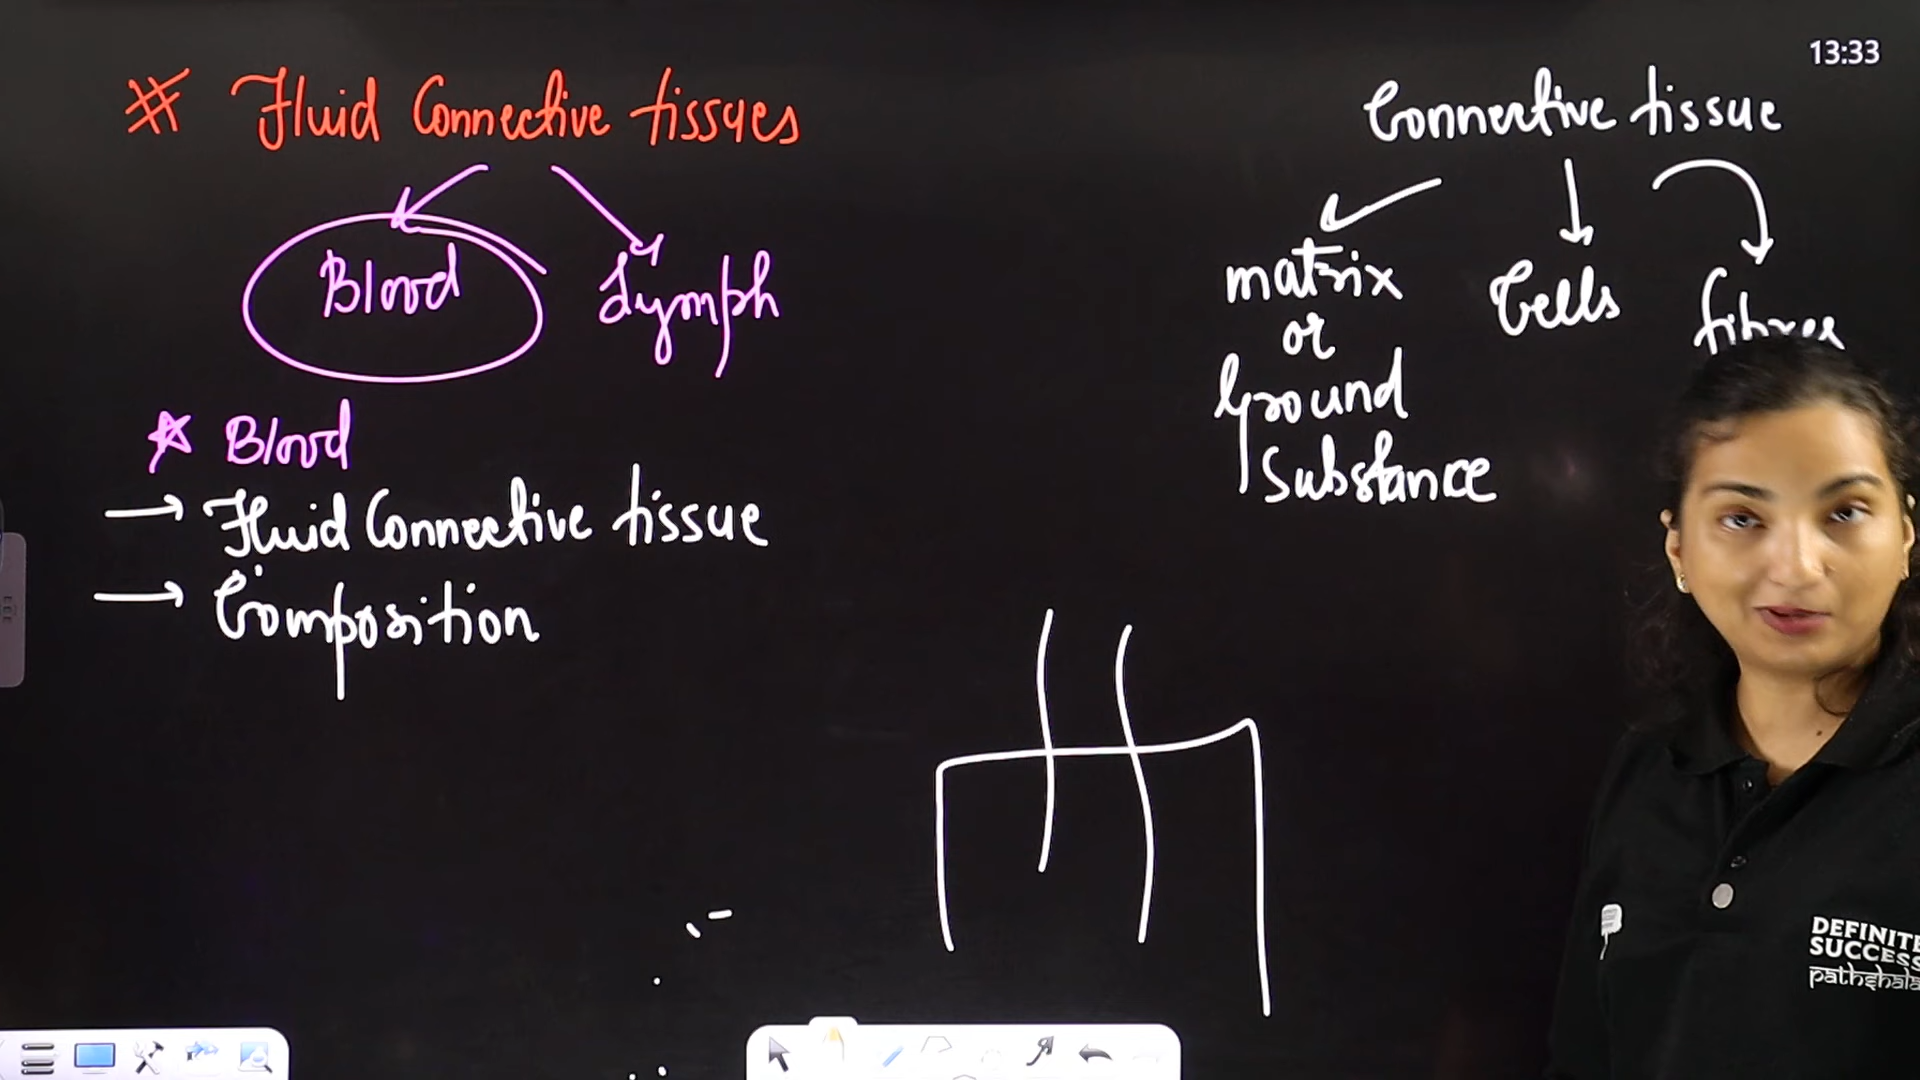 13:33
# Fluid Connective tissues
Blood
Lymph
* Blood
→ Fluid Connective tissue
→ Composition
Connective tissue
matrix
or
Ground
Substance
Cells
fibres
DEFINITE
SUCCESS
pathshala